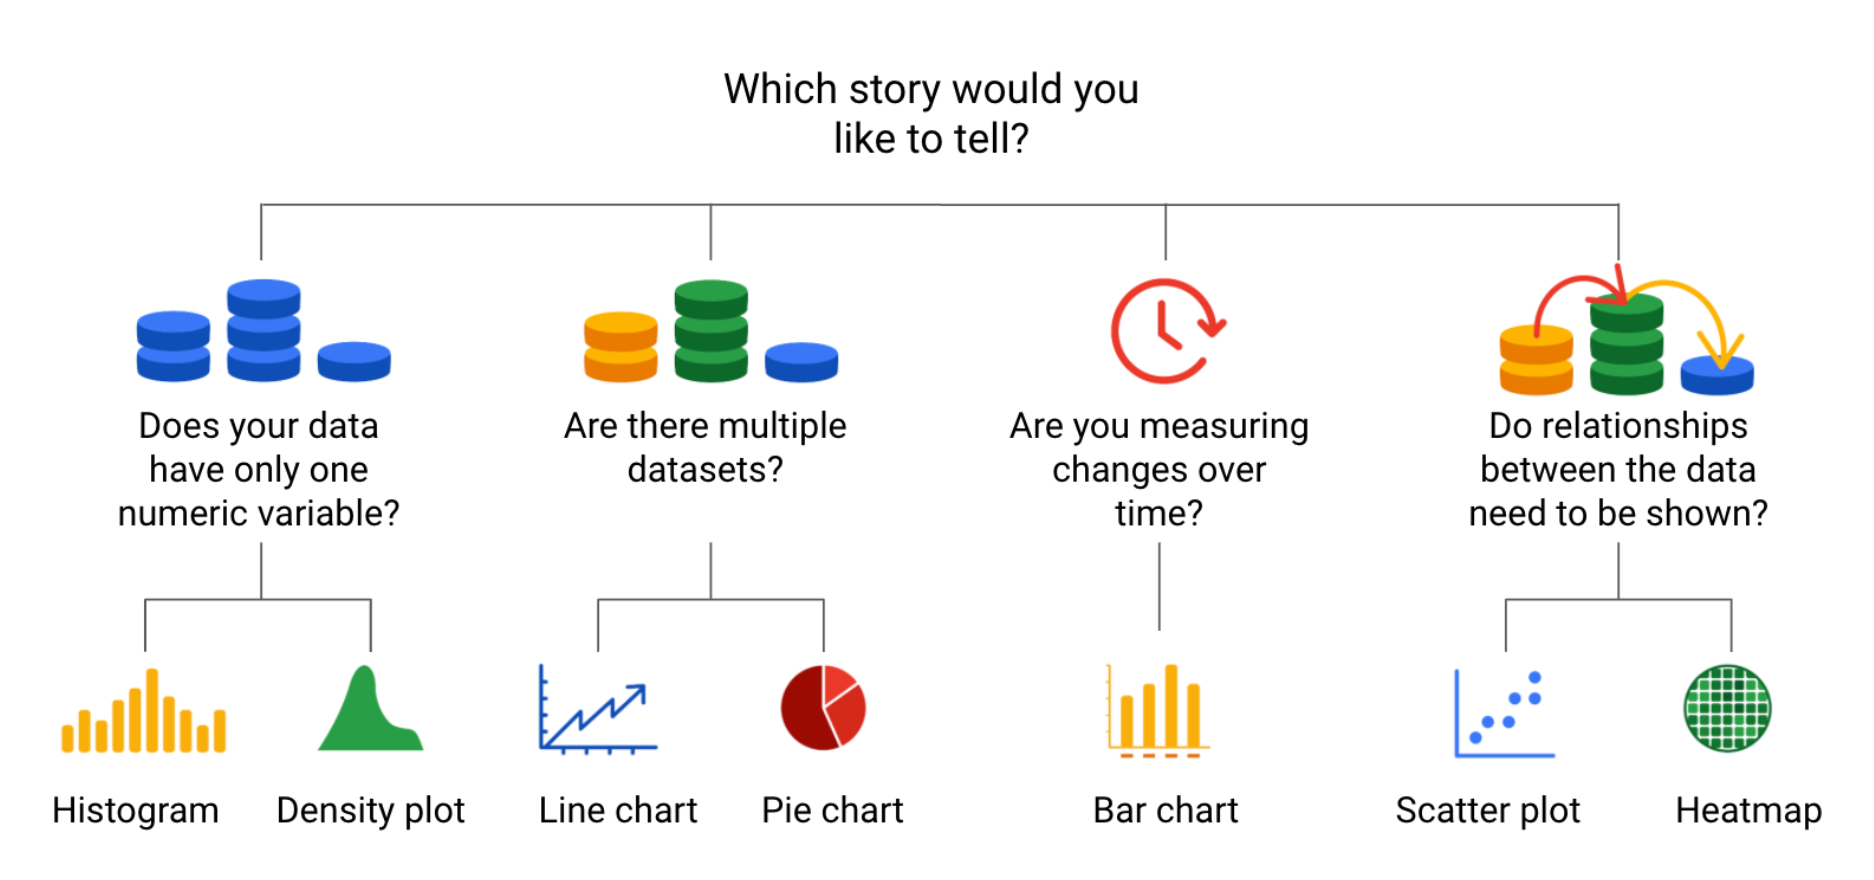 Which story would you
like to tell?
Does your data
have only one
numeric variable?
Are there multiple
datasets?
Are you measuring
changes over
time?
Do relationships
between the data
need to be shown?
Histogram
Density plot
Line chart
Pie chart
Bar chart
Scatter plot
Heatmap